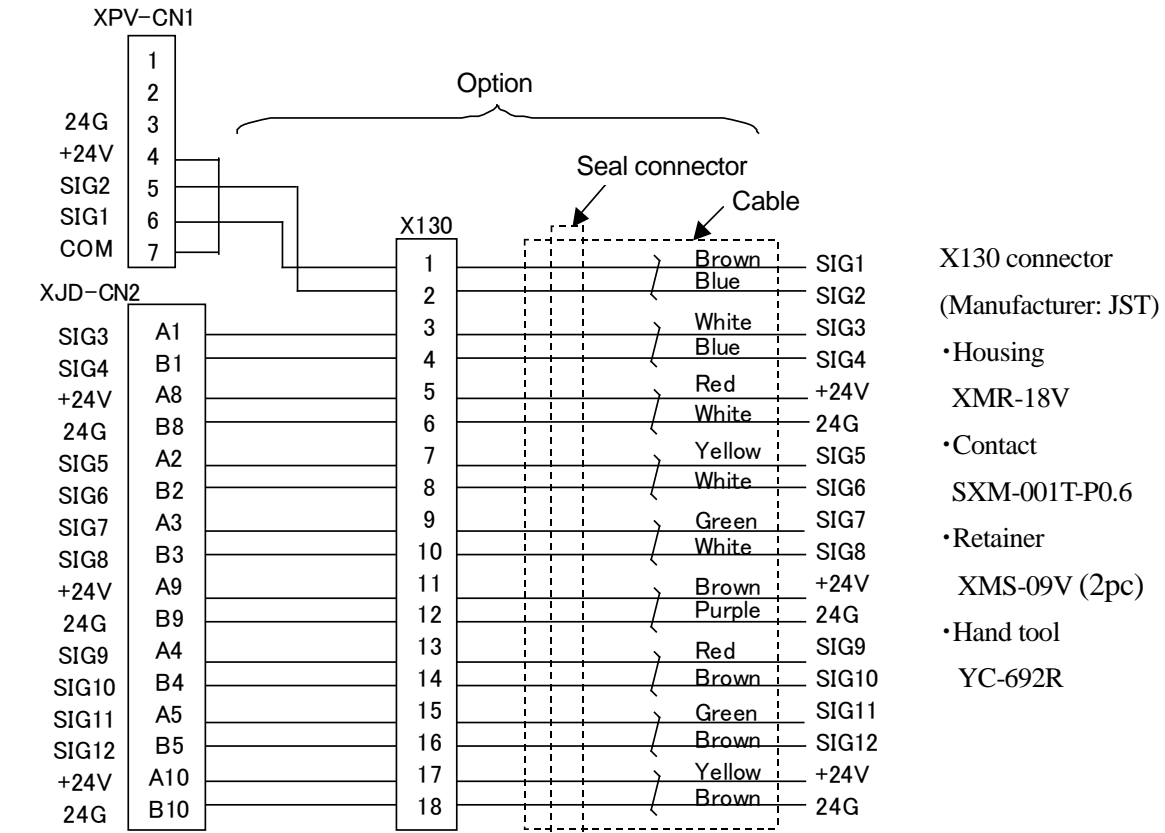 XPV-CN1
1
2
24G 3
+24V 4
SIG2 5
SIG1 6
COM 7
Option
Seal connector
Cable
X130
XJD-CN2
1 Brown SIG1
2 Blue SIG2
SIG3 A1 3 White SIG3
SIG4 B1 4 Blue SIG4
+24V A8 5 Red +24V
24G B8 6 White 24G
SIG5 A2 7 Yellow SIG5
SIG6 B2 8 White SIG6
SIG7 A3 9 Green SIG7
SIG8 B3 10 White SIG8
+24V A9 11 Brown +24V
24G B9 12 Purple 24G
SIG9 A4 13 Red SIG9
SIG10 B4 14 Brown SIG10
SIG11 A5 15 Green SIG11
SIG12 B5 16 Brown SIG12
+24V A10 17 Yellow +24V
24G B10 18 Brown 24G
X130 connector
(Manufacturer: JST)
・Housing
XMR-18V
・Contact
SXM-001T-P0.6
・Retainer
XMS-09V (2pc)
・Hand tool
YC-692R